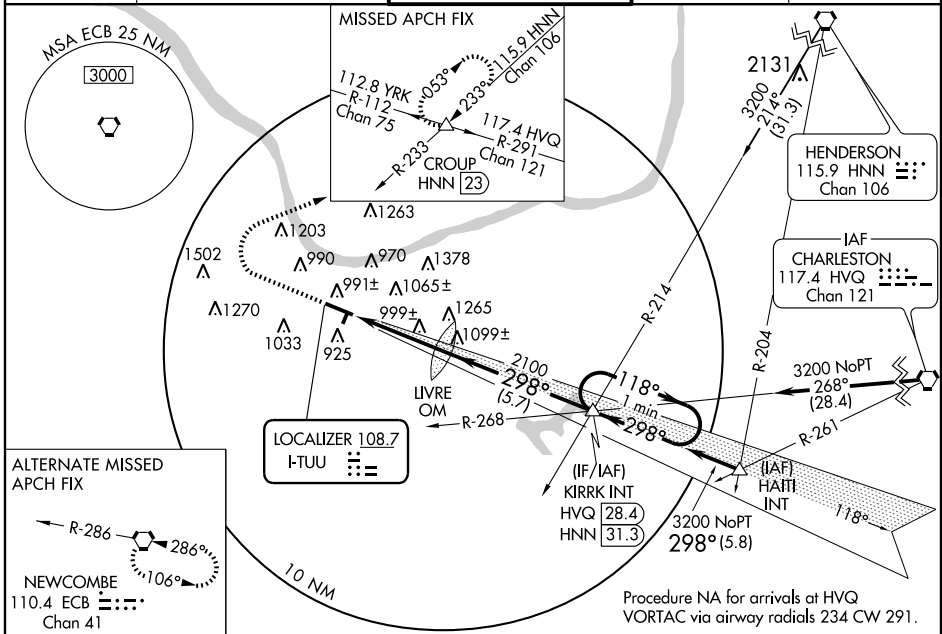 MSA ECB 25 NM
3000
MISSED APCH FIX
115.9 HNN
Chan 106
053°
233°
112.8 YRK
R-112
Chan 75
117.4 HVQ
R-291
Chan 121
R-233
CROUP
HNN 23
2131
3200
214°
(31.3)
HENDERSON
115.9 HNN
Chan 106
IAF
CHARLESTON
117.4 HVQ
Chan 121
1263
1203
990
970
1378
1502
991±
1065±
1270
999±
1265
1033
925
1099±
R-214
R-204
3200 NoPT
268°
(28.4)
R-261
2100
298°
(5.7)
118°
1 min
298°
LIVRE
OM
R-268
LOCALIZER 108.7
I-TUU
(IF/IAF)
KIRRK INT
HVQ 28.4
HNN 31.3
(IAF)
HAITI
INT
118°
3200 NoPT
298° (5.8)
ALTERNATE MISSED
APCH FIX
R-286
286°
106°
NEWCOMBE
110.4 ECB
Chan 41
10 NM
Procedure NA for arrivals at HVQ
VORTAC via airway radials 234 CW 291.